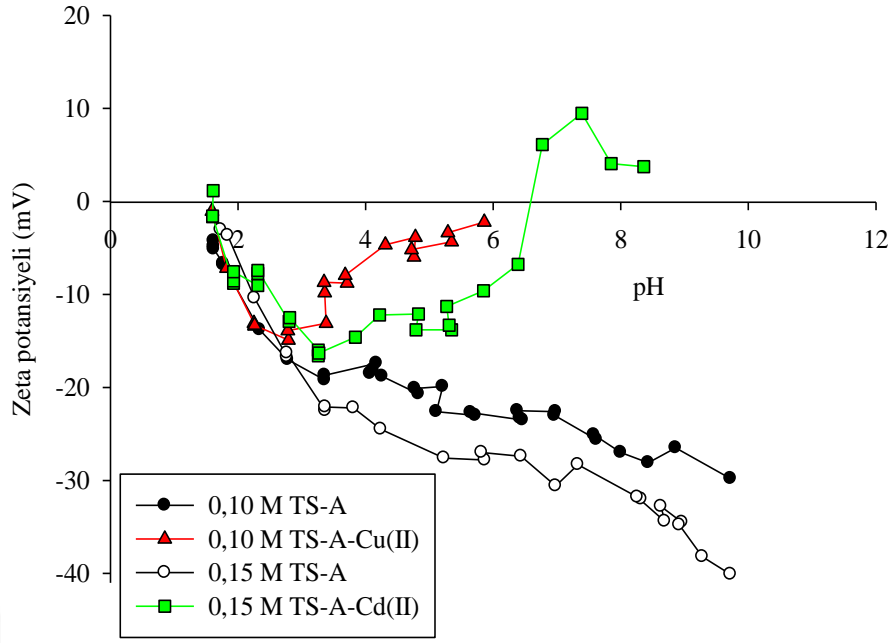 20
10
0
0
2
4
6
8
10
12
pH
-10
-20
-30
-40
Zeta potansiyeli (mV)
0,10 M TS-A
0,10 M TS-A-Cu(II)
0,15 M TS-A
0,15 M TS-A-Cd(II)